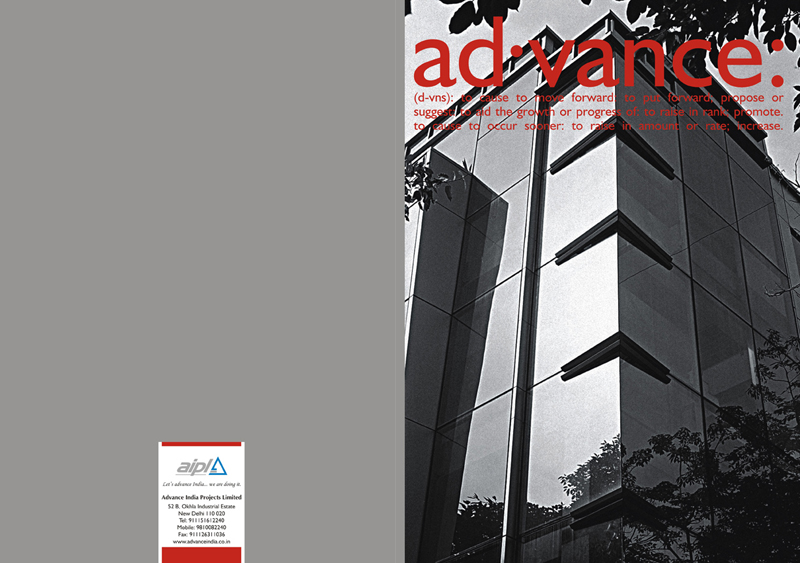 ad·vance:
(d-vns): to cause to move forward: to put forward; propose or
suggest: to aid the growth or progress of: to raise in rank; promote.
to cause to occur sooner: to raise in amount or rate; increase.
aipl
Let's advance India... we are doing it.
Advance India Projects Limited
52 B, Okhla Industrial Estate
New Delhi 110 020
Tel: 911151612240
Mobile: 9810082240
Fax: 911126311036
www.advanceindia.co.in